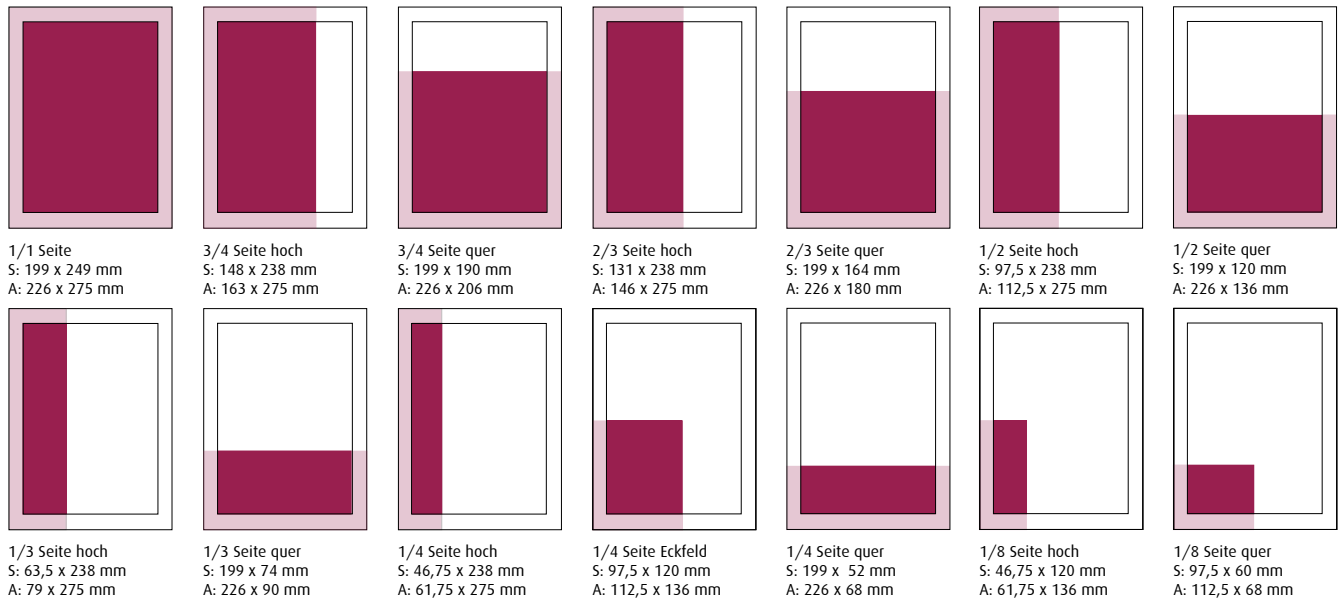 1/1 Seite
S: 199 x 249 mm
A: 226 x 275 mm
3/4 Seite hoch
S: 148 x 238 mm
A: 163 x 275 mm
3/4 Seite quer
S: 199 x 190 mm
A: 226 x 206 mm
2/3 Seite hoch
S: 131 x 238 mm
A: 146 x 275 mm
2/3 Seite quer
S: 199 x 164 mm
A: 226 x 180 mm
1/2 Seite hoch
S: 97,5 x 238 mm
A: 112,5 x 275 mm
1/2 Seite quer
S: 199 x 120 mm
A: 226 x 136 mm
1/3 Seite hoch
S: 63,5 x 238 mm
A: 79 x 275 mm
1/3 Seite quer
S: 199 x 74 mm
A: 226 x 90 mm
1/4 Seite hoch
S: 46,75 x 238 mm
A: 61,75 x 275 mm
1/4 Seite Eckfeld
S: 97,5 x 120 mm
A: 112,5 x 136 mm
1/4 Seite quer
S: 199 x  52 mm
A: 226 x 68 mm
1/8 Seite hoch
S: 46,75 x 120 mm
A: 61,75 x 136 mm
1/8 Seite quer
S: 97,5 x 60 mm
A: 112,5 x 68 mm